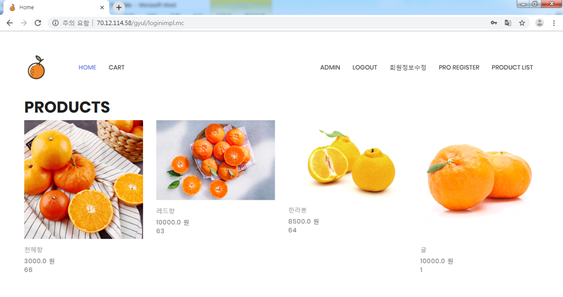 Home
주의 요함 | 70.12.114.58/gyul/loginimpl.mc
HOME CART ADMIN LOGOUT 회원정보수정 PRO REGISTER PRODUCT LIST
PRODUCTS
천혜향
3000.0 원
66
레드향
10000.0 원
63
한라봉
8500.0 원
64
귤
10000.0 원
1